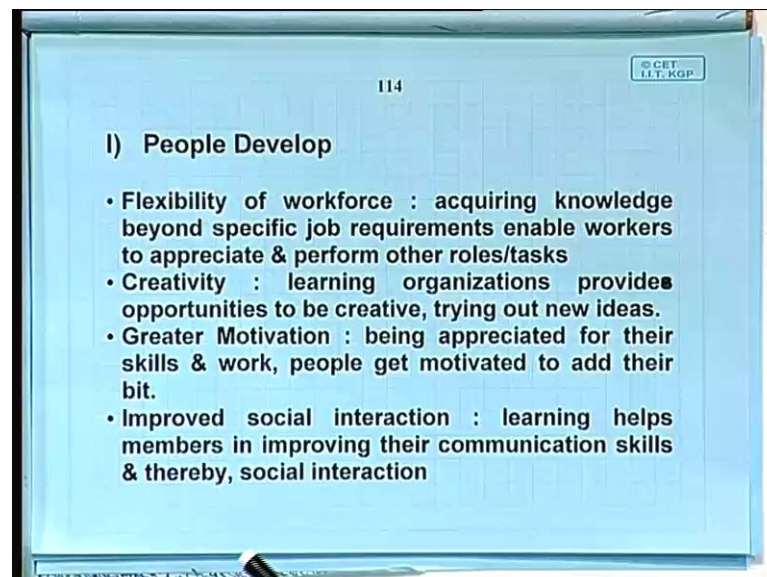 © CET
I.I.T. KGP
114
I) People Develop
• Flexibility of workforce : acquiring knowledge
beyond specific job requirements enable workers
to appreciate & perform other roles/tasks
• Creativity : learning organizations provides
opportunities to be creative, trying out new ideas.
• Greater Motivation : being appreciated for their
skills & work, people get motivated to add their
bit.
• Improved social interaction : learning helps
members in improving their communication skills
& thereby, social interaction